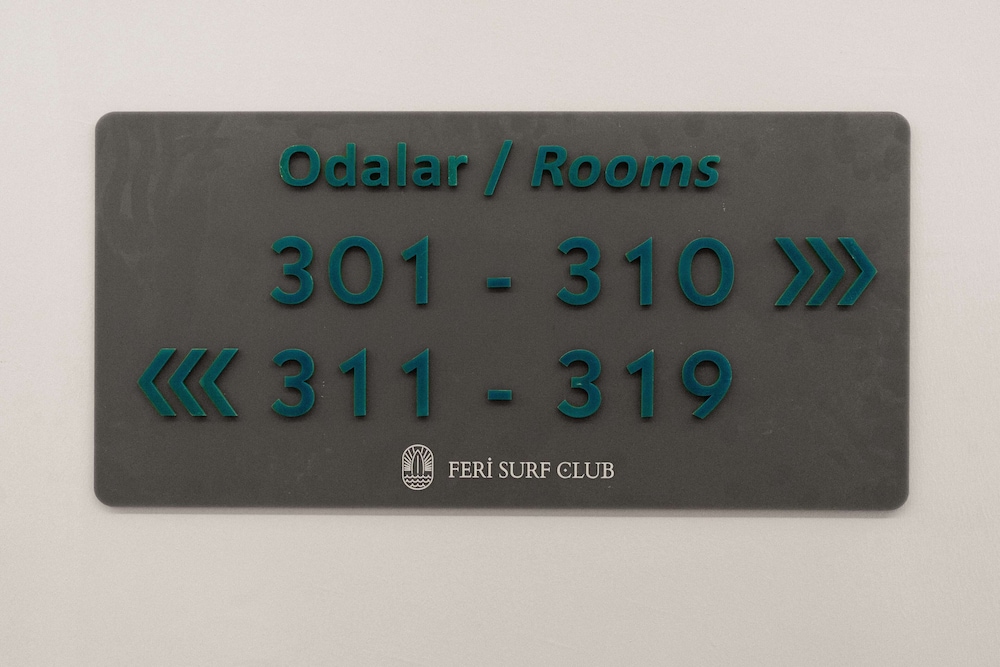 Odalar / Rooms
301 - 310 >>>
<<< 311 - 319
FERİ SURF CLUB